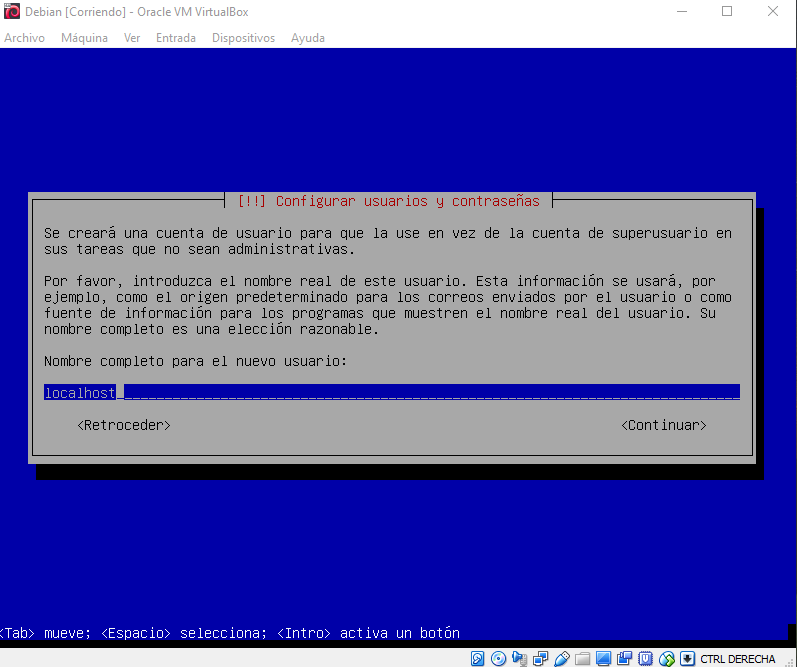 Debian [Corriendo] - Oracle VM VirtualBox
Archivo Máquina Ver Entrada Dispositivos Ayuda
[!!] Configurar usuarios y contraseñas
Se creará una cuenta de usuario para que la use en vez de la cuenta de superusuario en
sus tareas que no sean administrativas.
Por favor, introduzca el nombre real de este usuario. Esta información se usará, por
ejemplo, como el origen predeterminado para los correos enviados por el usuario o como
fuente de información para los programas que muestren el nombre real del usuario. Su
nombre completo es una elección razonable.
Nombre completo para el nuevo usuario:
localhost
<Retroceder> <Continuar>
<Tab> mueve; <Espacio> selecciona; <Intro> activa un botón
CTRL DERECHA